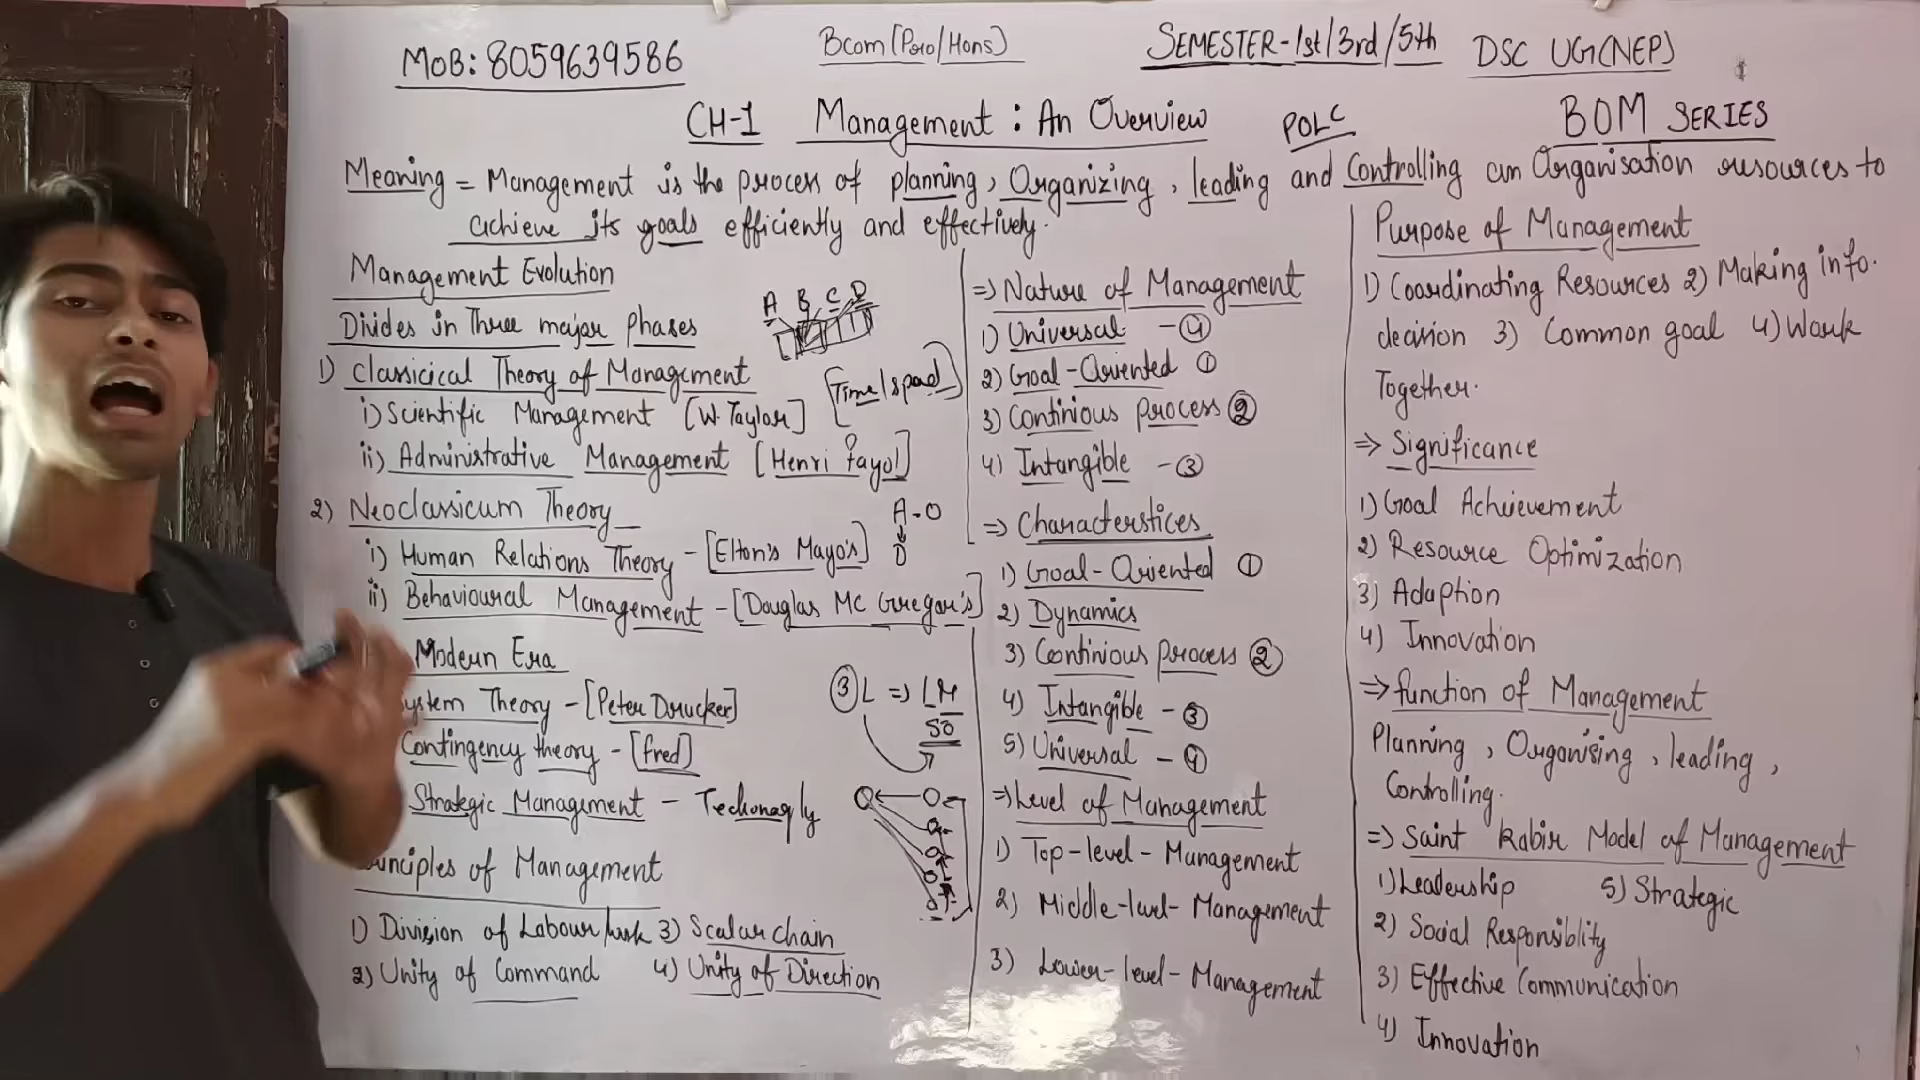 MOB: 8059639586
Bcom (Pro/Hons)
SEMESTER-1st/3rd/5th
DSC UG(NEP)
CH-1 Management: An Overview
POLC
BOM SERIES
Meaning = Management is the process of planning, Organizing, leading and Controlling an Organisation resources to
achieve its goals efficiently and effectively.
Management Evolution
Divides in Three major phases
A B C D
1) Classicical Theory of Management
i) Scientific Management [W Taylor]
ii) Administrative Management [Henri fayol]
2) Neoclassicum Theory
A-O
D
i) Human Relations Theory - [Elton's Mayo's]
ii) Behavioural Management - [Douglas MC Gregor's]
Modern Era
ystem Theory - [Peter Drucker]
Contingency theory - [fred]
Strategic Management - Techonagly
③ L => LM
50
inciples of Management
1) Division of Labour/
3) Scalar chain
2) Unity of Command
4) Unity of Direction
=> Nature of Management
1) Universal - ④
2) Goal-Oriented ①
3) Continious Process ②
4) Intangible - ③
=> Characterstices
1) Goal-Oriented ①
2) Dynamics
3) Continious process ②
4) Intangible - ③
5) Universal - ④
=> Level of Management
1) Top-level-Management
2) Middle-level-Management
3) Lower-level-Management
Purpose of Management
1) Coordinating Resources 2) Making info.
decision 3) Common goal 4) Work
Together.
=> Significance
1) Goal Achievement
2) Resource Optimization
3) Adaption
4) Innovation
=> function of Management
Planning, Organising, leading,
Controlling.
=> Saint Kabir Model of Management
1) Leadership
5) Strategic
2) Social Responsiblity
3) Effective Communication
4) Innovation